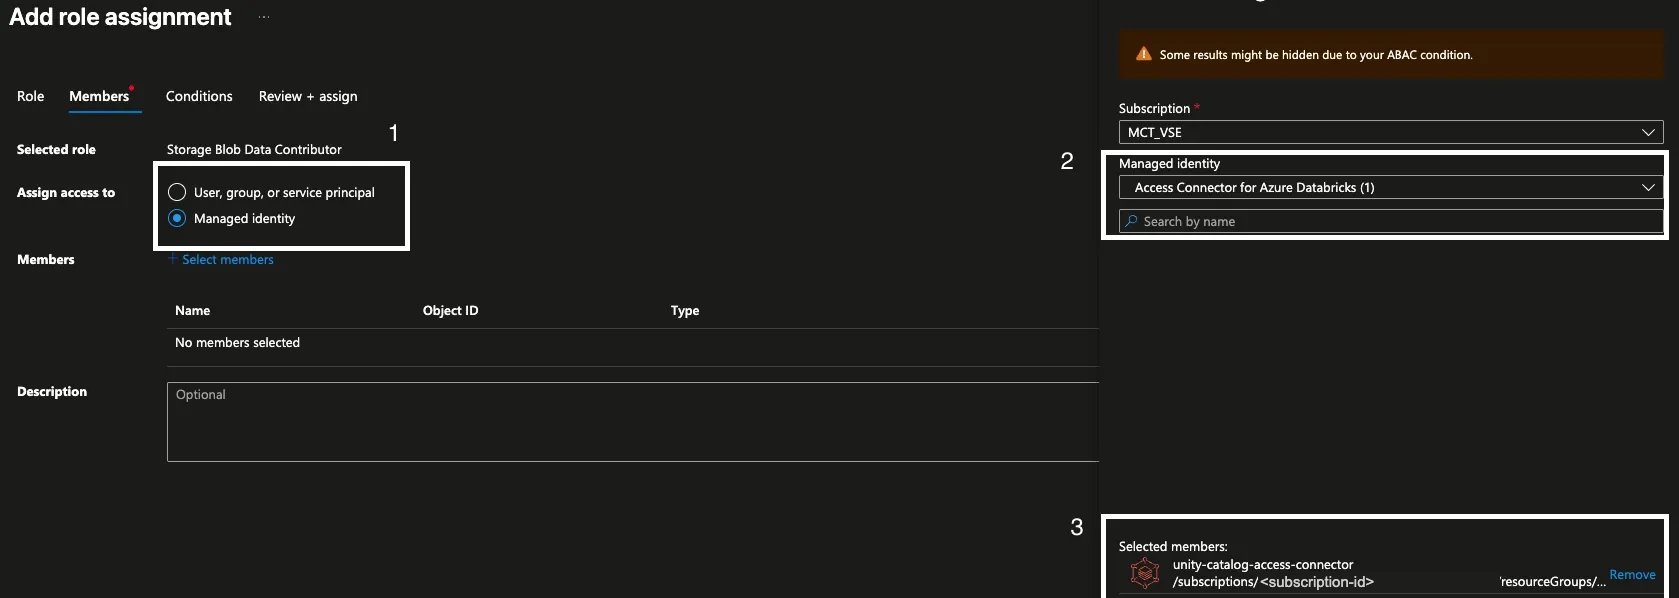 Add role assignment ...
Role Members * Conditions Review + assign
1
Selected role Storage Blob Data Contributor
Assign access to
User, group, or service principal
Managed identity
Members + Select members
Name Object ID Type
No members selected
Description Optional
Some results might be hidden due to your ABAC condition.
Subscription *
MCT_VSE
2
Managed identity
Access Connector for Azure Databricks (1)
Search by name
3
Selected members:
unity-catalog-access-connector
/subscriptions/<subscription-id> /resourceGroups/... Remove